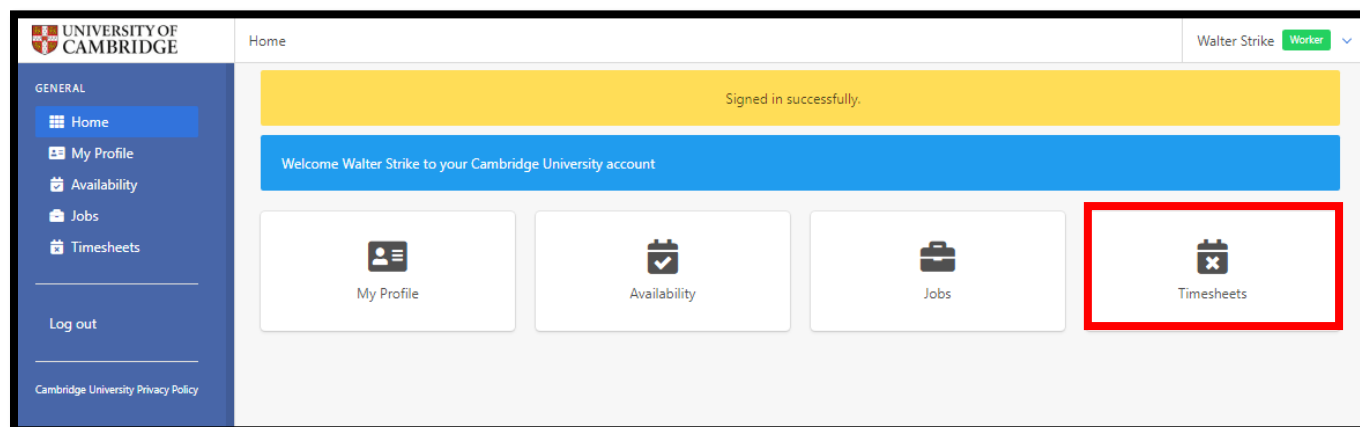 UNIVERSITY OF
CAMBRIDGE
Home
Walter Strike Worker
GENERAL
Home
My Profile
Availability
Jobs
Timesheets
Log out
Cambridge University Privacy Policy
Signed in successfully.
Welcome Walter Strike to your Cambridge University account
My Profile
Availability
Jobs
Timesheets